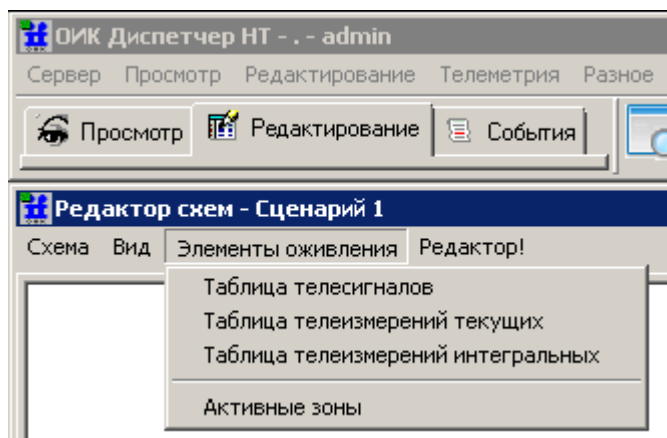 ОИК Диспетчер НТ - . - admin
Сервер Просмотр Редактирование Телеметрия Разное
Просмотр Редактирование События
Редактор схем - Сценарий 1
Схема Вид Элементы оживления Редактор!
Таблица телесигналов
Таблица телеизмерений текущих
Таблица телеизмерений интегральных
Активные зоны